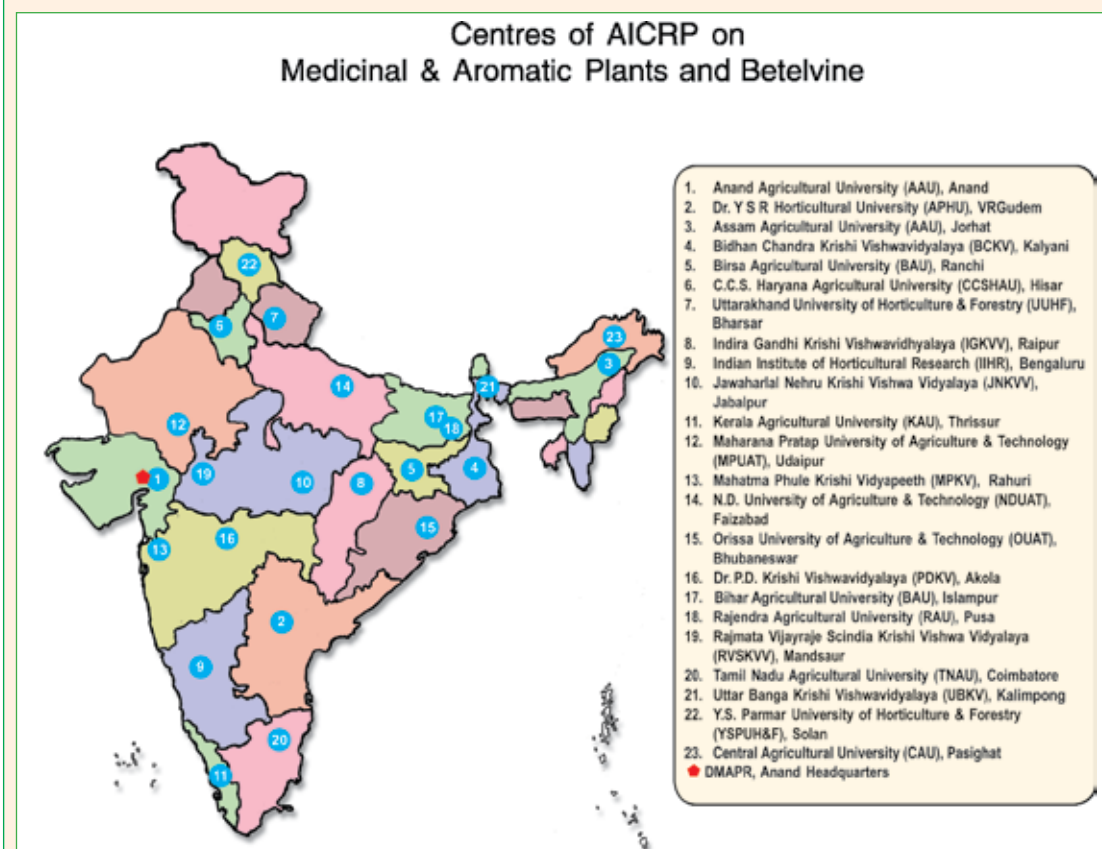 Centres of AICRP on
Medicinal & Aromatic Plants and Betelvine
22
6
7
23
3
14
21
17
18
12
19
1
5
4
10
8
16
15
13
2
9
20
11
1. Anand Agricultural University (AAU), Anand
2. Dr. Y S R Horticultural University (APHU), VRGudem
3. Assam Agricultural University (AAU), Jorhat
4. Bidhan Chandra Krishi Vishwavidyalaya (BCKV), Kalyani
5. Birsa Agricultural University (BAU), Ranchi
6. C.C.S. Haryana Agricultural University (CCSHAU), Hisar
7. Uttarakhand University of Horticulture & Forestry (UUHF),
Bharsar
8. Indira Gandhi Krishi Vishwavidhyalaya (IGKVV), Raipur
9. Indian Institute of Horticultural Research (IIHR), Bengaluru
10. Jawaharlal Nehru Krishi Vishwa Vidyalaya (JNKVV),
Jabalpur
11. Kerala Agricultural University (KAU), Thrissur
12. Maharana Pratap University of Agriculture & Technology
(MPUAT), Udaipur
13. Mahatma Phule Krishi Vidyapeeth (MPKV), Rahuri
14. N.D. University of Agriculture & Technology (NDUAT),
Faizabad
15. Orissa University of Agriculture & Technology (OUAT),
Bhubaneswar
16. Dr. P.D. Krishi Vishwavidyalaya (PDKV), Akola
17. Bihar Agricultural University (BAU), Islampur
18. Rajendra Agricultural University (RAU), Pusa
19. Rajmata Vijayraje Scindia Krishi Vishwa Vidyalaya
(RVSKVV), Mandsaur
20. Tamil Nadu Agricultural University (TNAU), Coimbatore
21. Uttar Banga Krishi Vishwavidyalaya (UBKV), Kalimpong
22. Y.S. Parmar University of Horticulture & Forestry
(YSPUH&F), Solan
23. Central Agricultural University (CAU), Pasighat
DMAPR, Anand Headquarters